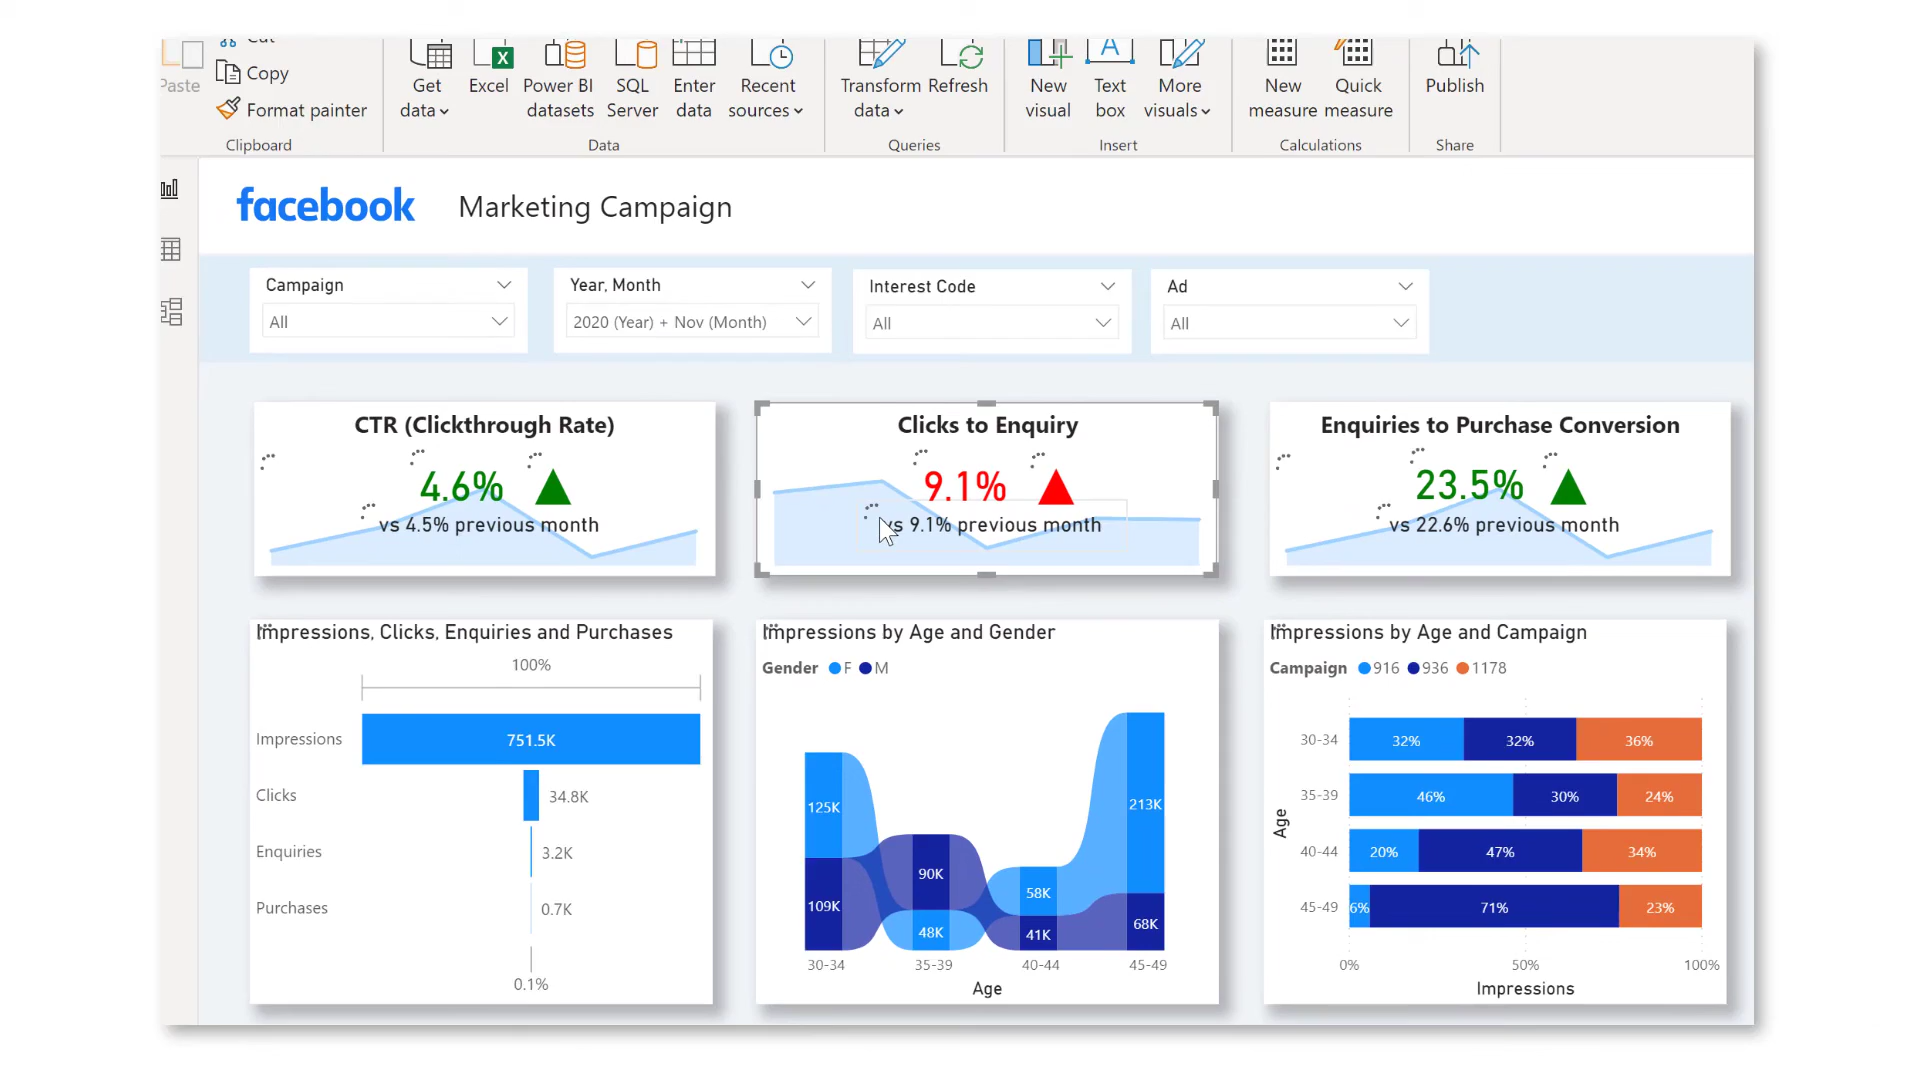 Cut
Paste
Copy
Format painter
Clipboard
Get data
Excel
Power BI datasets
SQL Server
Enter data
Recent sources
Data
Transform data
Refresh
Queries
New visual
Text box
More visuals
Insert
New measure
Quick measure
Calculations
Publish
Share
facebook
Marketing Campaign
Campaign
All
Year, Month
2020 (Year) + Nov (Month)
Interest Code
All
Ad
All
CTR (Clickthrough Rate)
4.6%
vs 4.5% previous month
Clicks to Enquiry
9.1%
vs 9.1% previous month
Enquiries to Purchase Conversion
23.5%
vs 22.6% previous month
Impressions, Clicks, Enquiries and Purchases
100%
Impressions
751.5K
Clicks
34.8K
Enquiries
3.2K
Purchases
0.7K
0.1%
Impressions by Age and Gender
Gender F M
125K
109K
90K
48K
58K
41K
213K
68K
30-34 35-39 40-44 45-49
Age
Impressions by Age and Campaign
Campaign 916 936 1178
Age
30-34 32% 32% 36%
35-39 46% 30% 24%
40-44 20% 47% 34%
45-49 6% 71% 23%
0% 50% 100%
Impressions